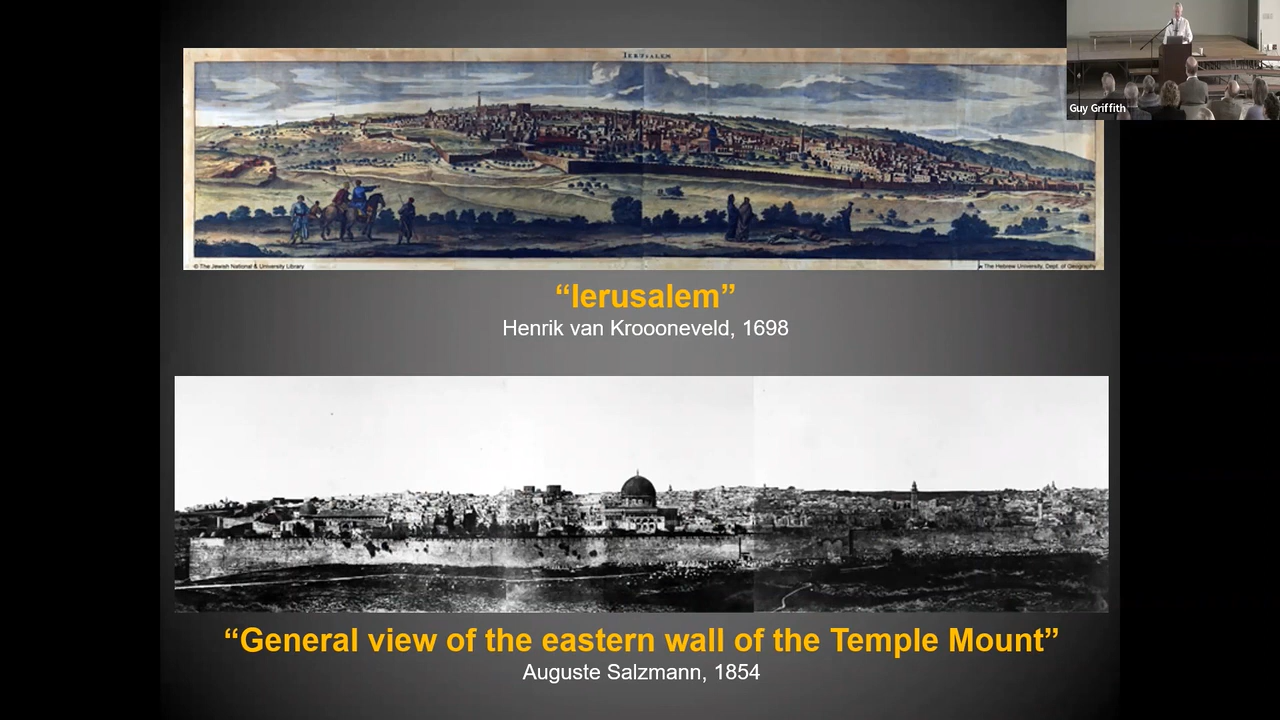 IERUSALEM
Guy Griffith
© The Jewish National & University Library
The Hebrew University, Dept. of Geography
“Ierusalem”
Henrik van Kroooneveld, 1698
“General view of the eastern wall of the Temple Mount”
Auguste Salzmann, 1854